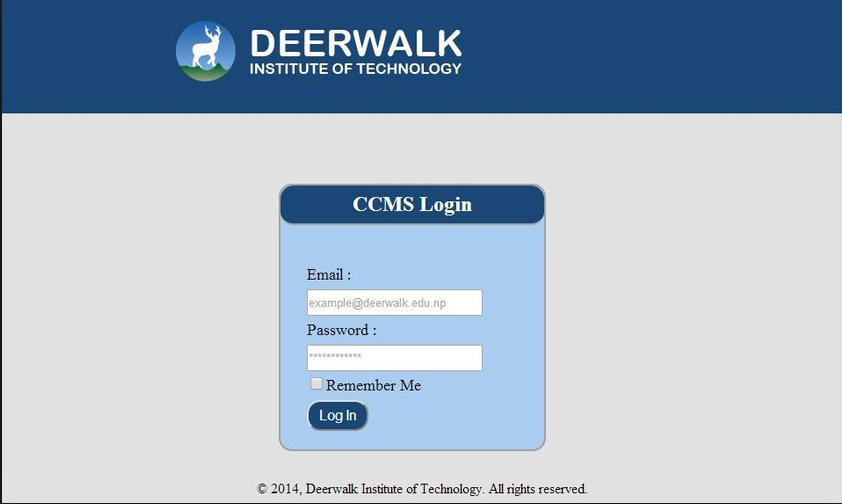 DEERWALK
INSTITUTE OF TECHNOLOGY
CCMS Login
Email :
example@deerwalk.edu.np
Password :
************
Remember Me
Log In
© 2014, Deerwalk Institute of Technology. All rights reserved.